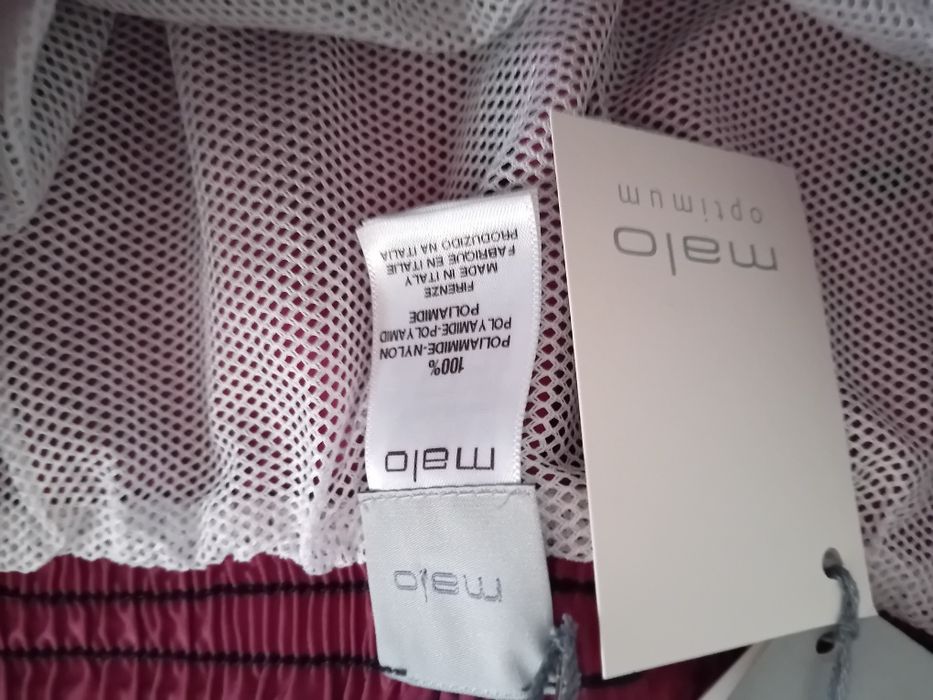 malo
malo
100%
POLIAMMIDE-NYLON
POLYAMIDE-POLYAMID
POLIAMIDE
FIRENZE
MADE IN ITALY
FABRIQUE EN ITALIE
PRODUZIDO NA ITALIA
malo
optimum